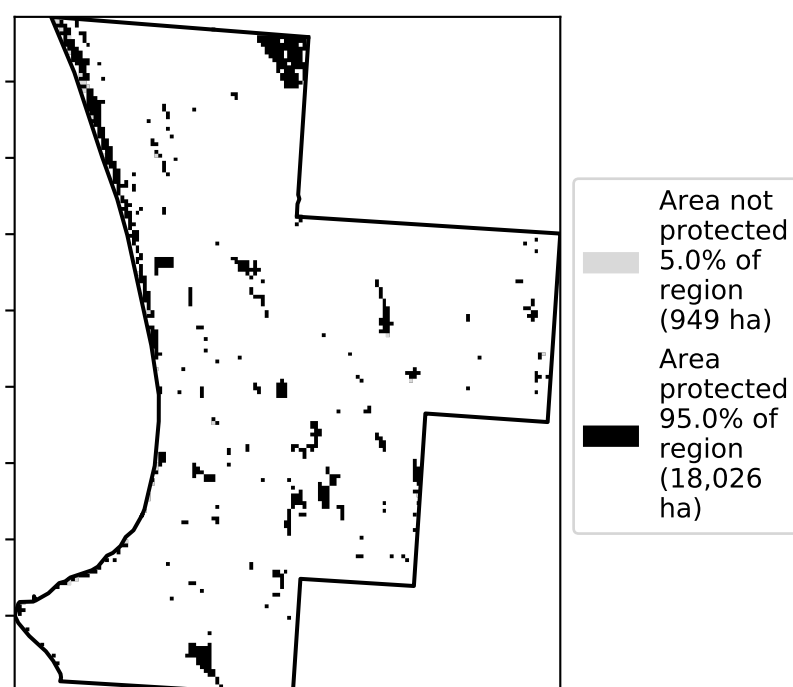 Area not
protected
5.0% of
region
(949 ha)
Area
protected
95.0% of
region
(18,026
ha)